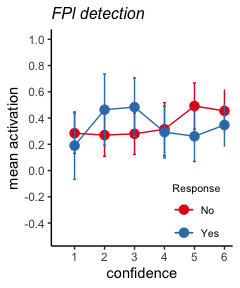 FPI detection
1.0
0.8
0.6
0.4
0.2
0.0
-0.2
-0.4
mean activation
Response
No
Yes
1 2 3 4 5 6
confidence